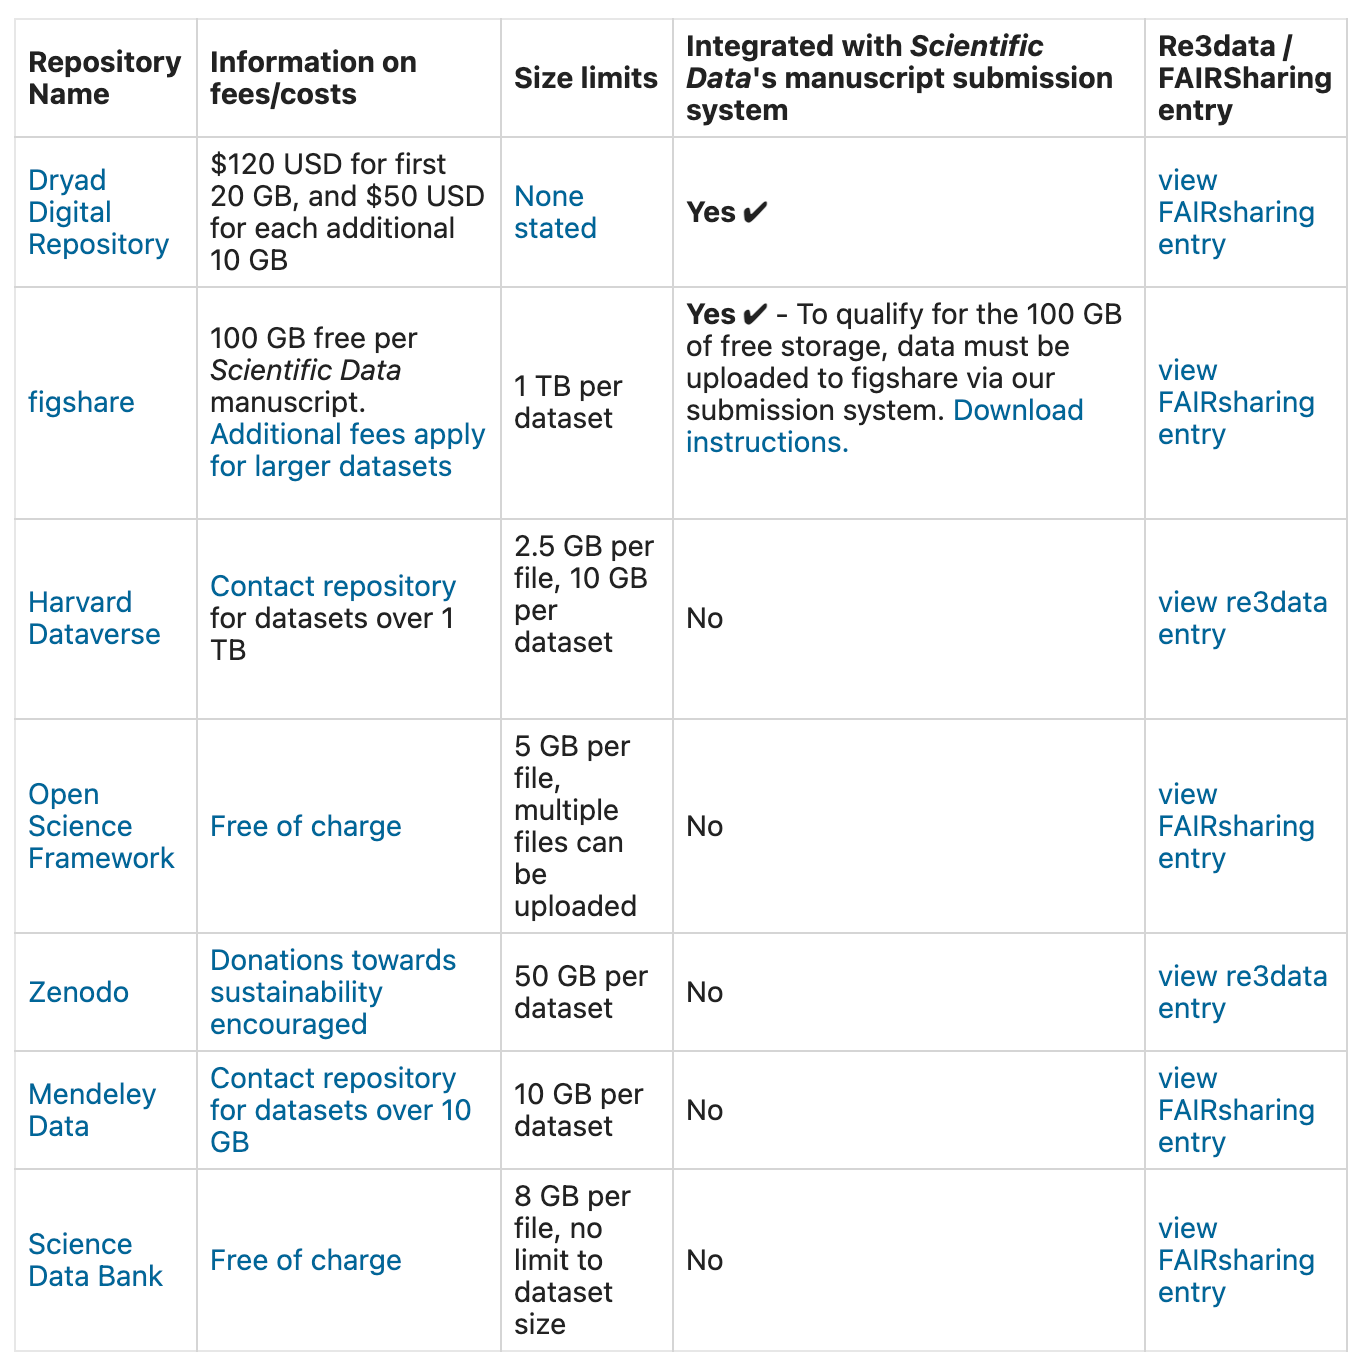 Repository
Name
Information on
fees/costs
Size limits
Integrated with Scientific
Data's manuscript submission
system
Re3data /
FAIRSharing
entry
Dryad
Digital
Repository
$120 USD for first
20 GB, and $50 USD
for each additional
10 GB
None
stated
Yes ✔
view
FAIRsharing
entry
figshare
100 GB free per
Scientific Data
manuscript.
Additional fees apply
for larger datasets
1 TB per
dataset
Yes ✔ - To qualify for the 100 GB
of free storage, data must be
uploaded to figshare via our
submission system. Download
instructions.
view
FAIRsharing
entry
Harvard
Dataverse
Contact repository
for datasets over 1
TB
2.5 GB per
file, 10 GB
per
dataset
No
view re3data
entry
Open
Science
Framework
Free of charge
5 GB per
file,
multiple
files can
be
uploaded
No
view
FAIRsharing
entry
Zenodo
Donations towards
sustainability
encouraged
50 GB per
dataset
No
view re3data
entry
Mendeley
Data
Contact repository
for datasets over 10
GB
10 GB per
dataset
No
view
FAIRsharing
entry
Science
Data Bank
Free of charge
8 GB per
file, no
limit to
dataset
size
No
view
FAIRsharing
entry